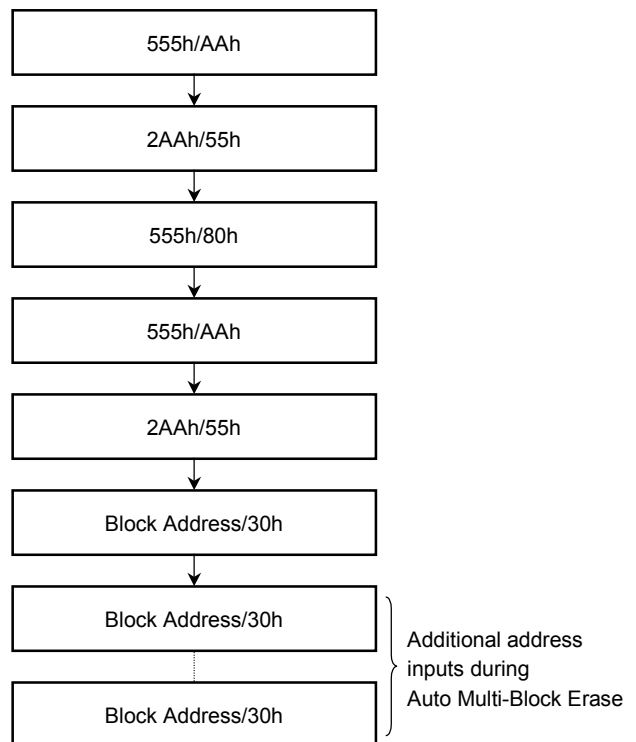 555h/AAh
2AAh/55h
555h/80h
555h/AAh
2AAh/55h
Block Address/30h
Block Address/30h
Additional address
inputs during
Auto Multi-Block Erase
Block Address/30h